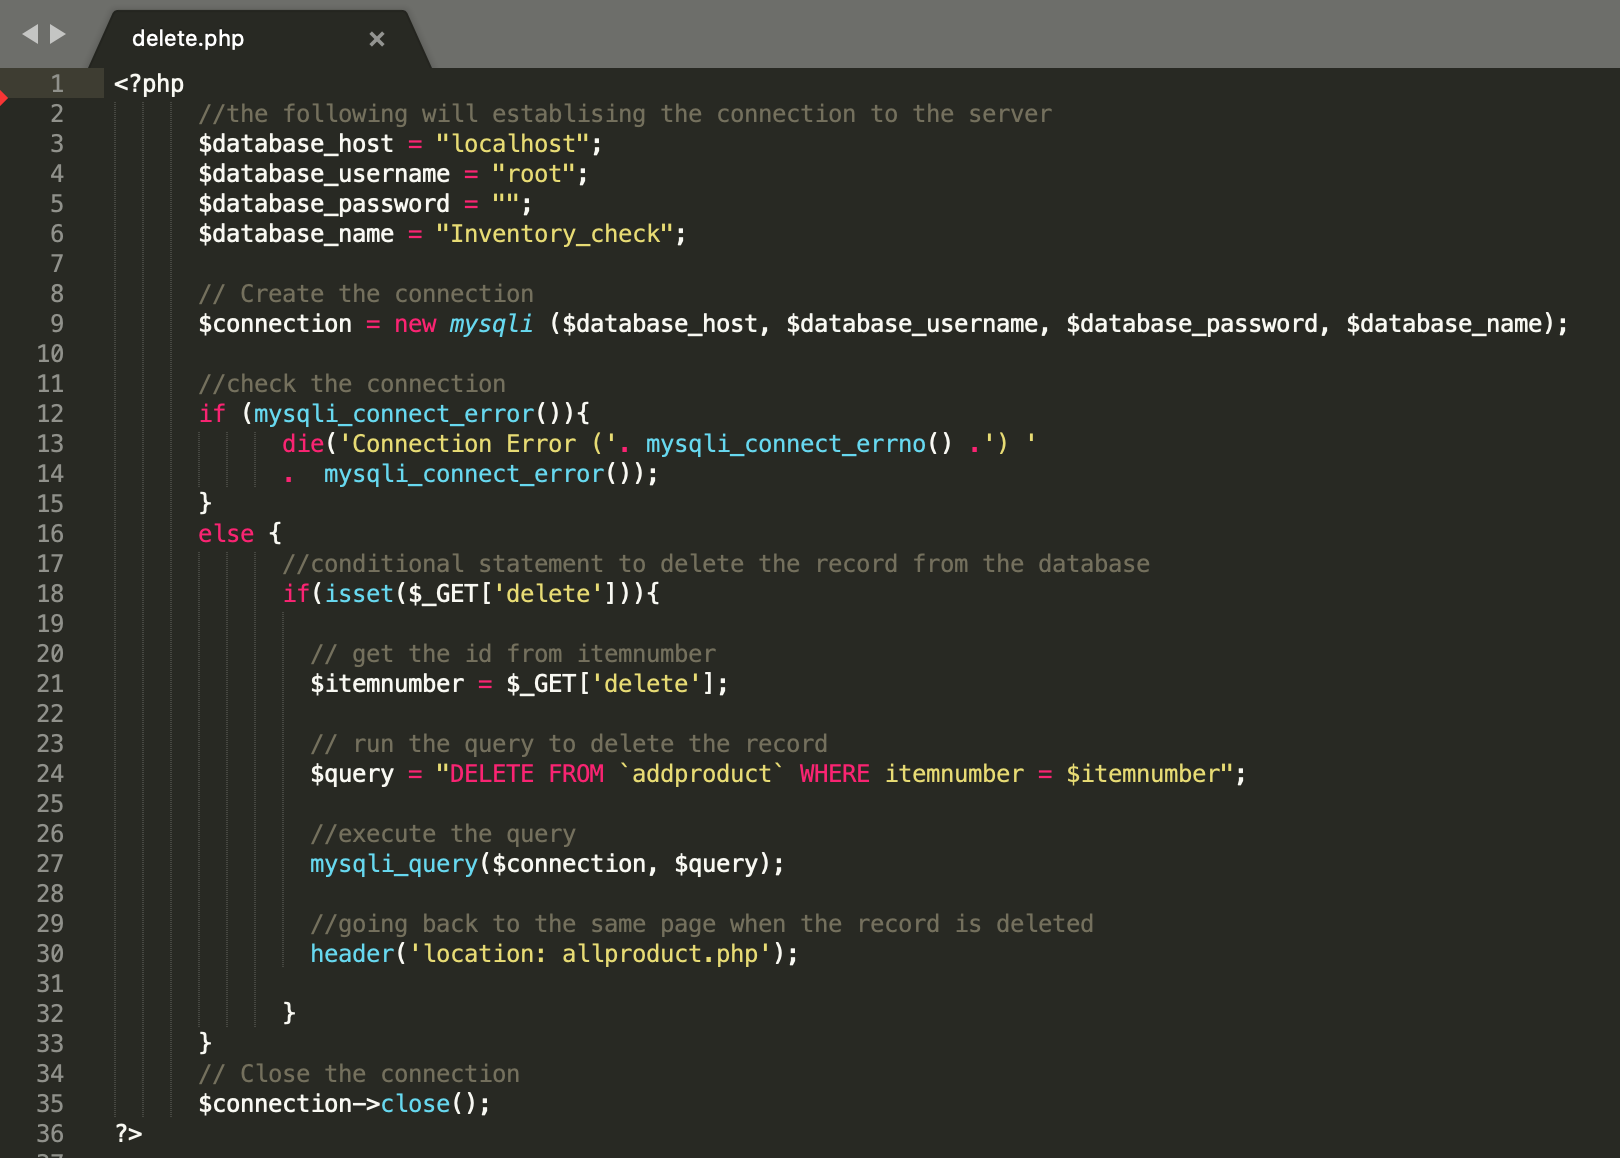 delete.php ×
1 <?php
2 //the following will establising the connection to the server
3 $database_host = "localhost";
4 $database_username = "root";
5 $database_password = "";
6 $database_name = "Inventory_check";
7
8 // Create the connection
9 $connection = new mysqli ($database_host, $database_username, $database_password, $database_name);
10
11 //check the connection
12 if (mysqli_connect_error()){
13 die('Connection Error ('. mysqli_connect_errno() .') '
14 .  mysqli_connect_error());
15 }
16 else {
17 //conditional statement to delete the record from the database
18 if(isset($_GET['delete'])){
19
20 // get the id from itemnumber
21 $itemnumber = $_GET['delete'];
22
23 // run the query to delete the record
24 $query = "DELETE FROM `addproduct` WHERE itemnumber = $itemnumber";
25
26 //execute the query
27 mysqli_query($connection, $query);
28
29 //going back to the same page when the record is deleted
30 header('location: allproduct.php');
31
32 }
33 }
34 // Close the connection
35 $connection->close();
36 ?>